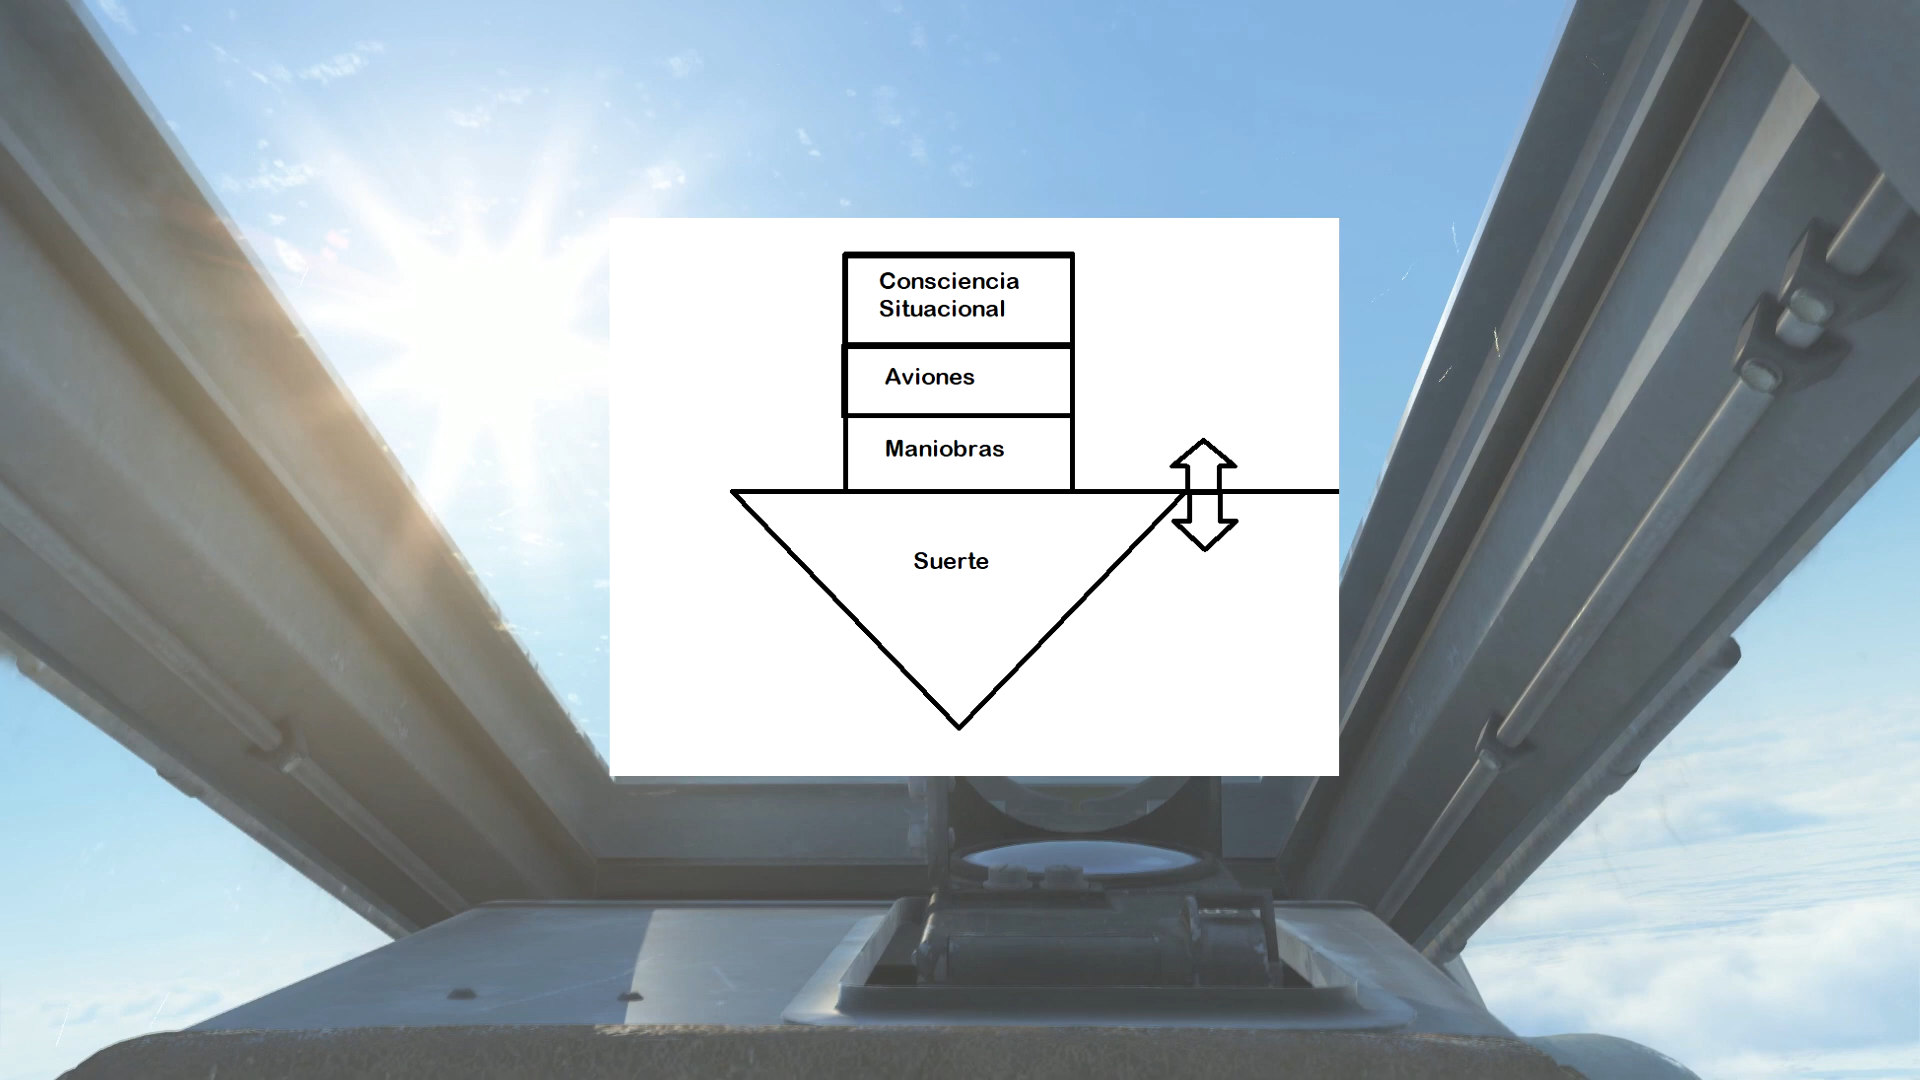 Consciencia
Situacional
Aviones
Maniobras
Suerte